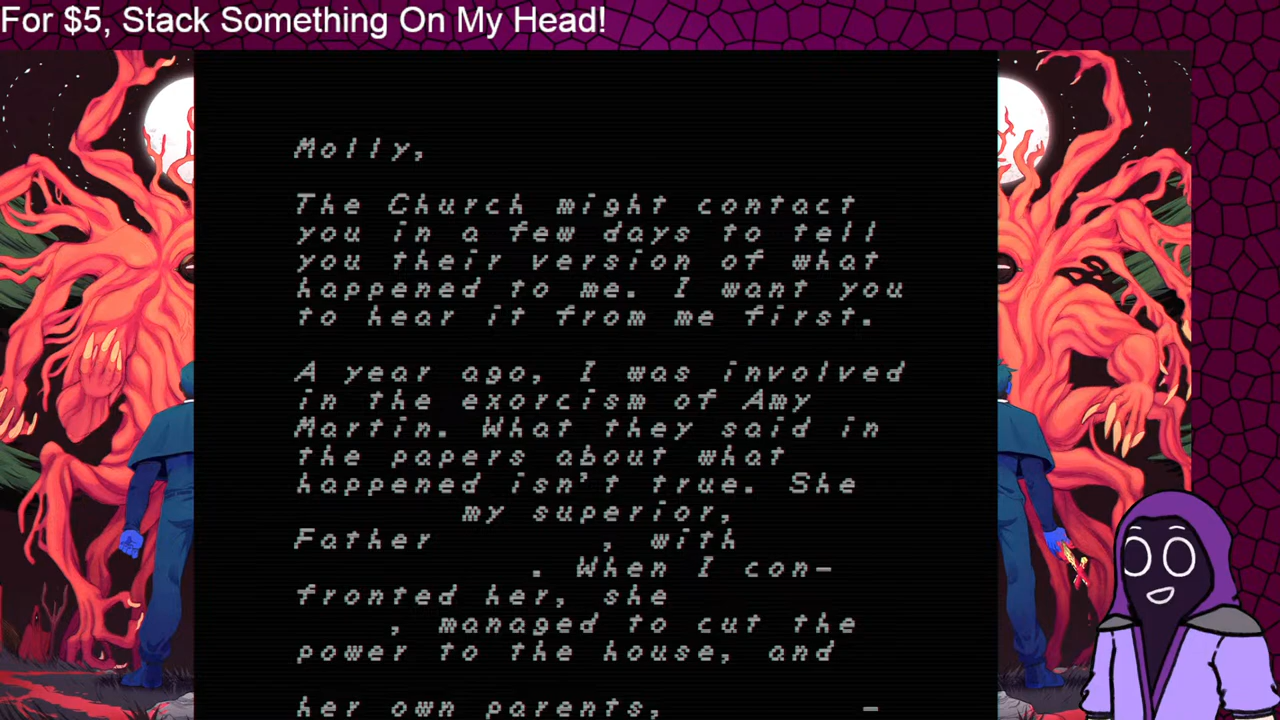 For $5, Stack Something On My Head!
Molly,
The Church might contact
you in a few days to tell
you their version of what
happened to me. I want you
to hear it from me first.
A year ago, I was involved
in the exorcism of Amy
Martin. What they said in
the papers about what
happened isn't true. She
my superior,
Father , with
. When I con-
fronted her, she
, managed to cut the
power to the house, and
her own parents, -